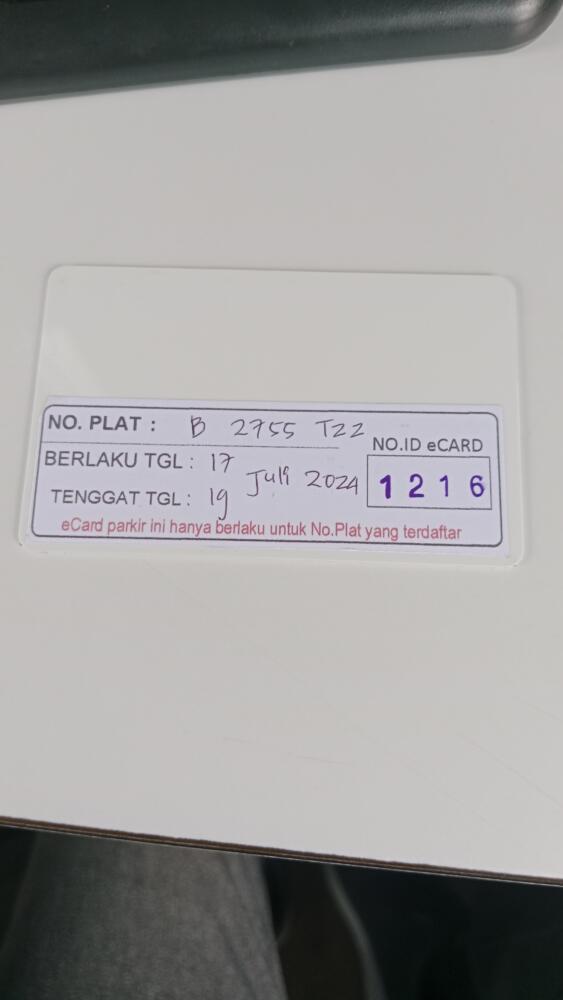 NO. PLAT : B 2755 TZZ
NO.ID eCARD
BERLAKU TGL : 17
Juli 2024
1216
TENGGAT TGL : 19
eCard parkir ini hanya berlaku untuk No.Plat yang terdaftar